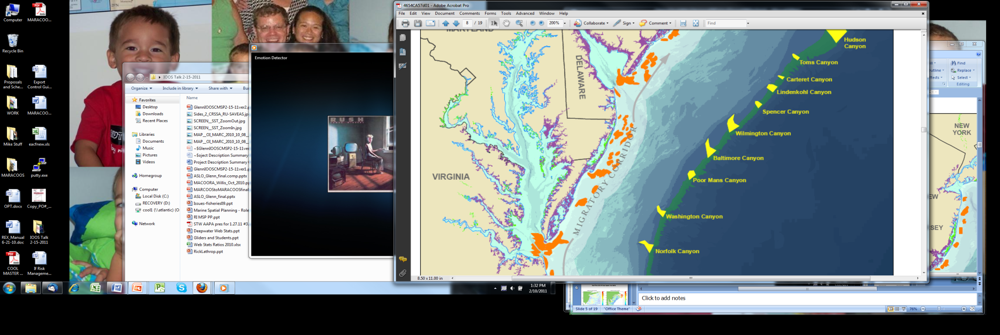 Computer
MARACOO...
Recycle Bin
Proposals and Sche...
Export Control Gui...
WORK
MARACOO...
Mike Stuff
eacfnew.xls
MARACOOS
putty.exe
OPT.docx
Copy_PO#_...
REX_Manual 6-21-10.doc
IOOS Talk 2-15-2011
COOL MASTER ...
If Risk Manageme...
25°N
IOOS Talk 2-15-2011
Organize
Include in library
Share with
Bu
Favorites
Desktop
Downloads
Recent Places
Libraries
Documents
Music
Pictures
Videos
Homegroup
Computer
Local Disk (C:)
RECOVERY (D:)
cool1 (\\atlantic) (O
Network
Name
GlennIOOSCMSP2-15-11ver2.p
Sides_2_CRSSA_RU-SAVEAS.jp
SCREEN__SST_ZoomOut.jpg
SCREEN__SST_ZoomIn.jpg
MAP__OI_MARC_2010_10_08__
MAP__OI_MARC_2010_10_08__
~$GlennIOOSCMSP2-15-11ver
~$oject Description Summary
Project Description Summary
GlennIOOSCMSP2-15-11ver1.p
ASLO_Glenn_final.comp.pptx
MACOORA_Willis_Oct_2010.pp
MARCOOStoMARACOOSfinal
ASLO_Glenn_final.pptx
Issues-fisheries09.ppt
Marine Spatial Planning - Role
RI MSP PP.ppt
STW AAPA pres for 1.27.11 #3.
Deepwater Web Stats.ppt
Gliders and Students.ppt
Web Stats Ratios 2010.xlsx
RickLathrop.ppt
Emotion Detector
RUSH
4654CA57d01 - Adobe Acrobat Pro
File Edit View Document Comments Forms Tools Advanced Window Help
8 / 19 200% Collaborate Sign Comment Find
MARYLAND
DELAWARE
VIRGINIA
MIGRATORY CORRIDOR
Hudson Canyon
Toms Canyon
Carteret Canyon
Lindenkohl Canyon
Spencer Canyon
Wilmington Canyon
Baltimore Canyon
Poor Mans Canyon
Washington Canyon
Norfolk Canyon
8.50 x 11.00 in
Find
Replace
Select
Editing
NEW YORK
EW
SEY
1:32 PM
2/10/2011
6
Click to add notes
Slide 5 of 19
"Office Theme"
76%